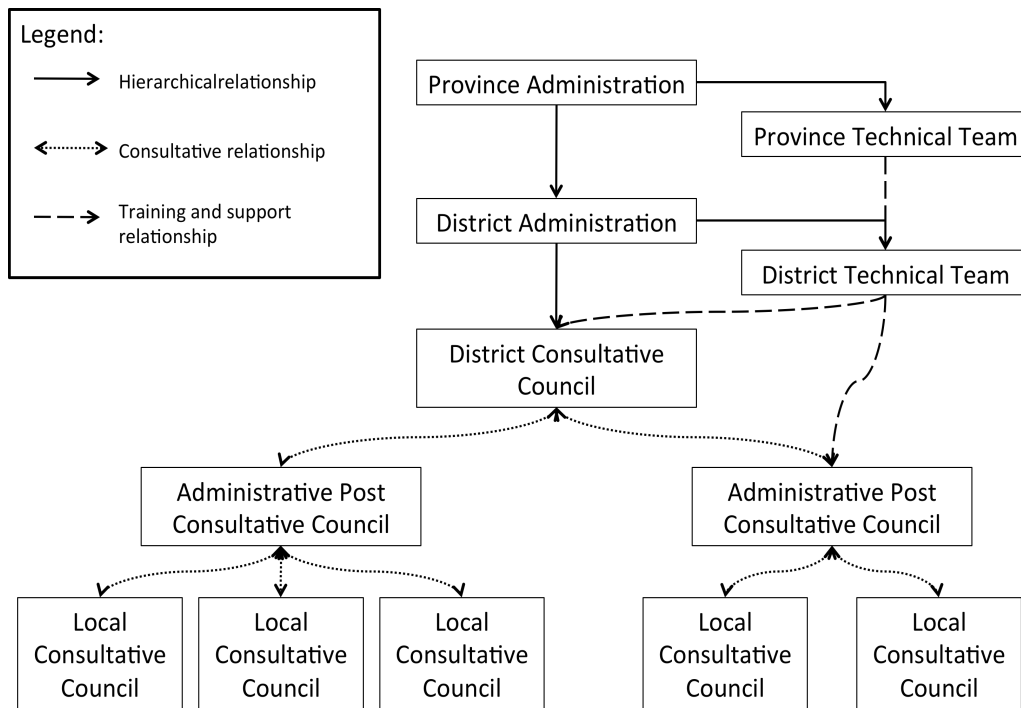 Legend:
Hierarchicalrelationship
Consultative relationship
Training and support
relationship
Province Administration
Province Technical Team
District Administration
District Technical Team
District Consultative
Council
Administrative Post
Consultative Council
Administrative Post
Consultative Council
Local
Consultative
Council
Local
Consultative
Council
Local
Consultative
Council
Local
Consultative
Council
Local
Consultative
Council